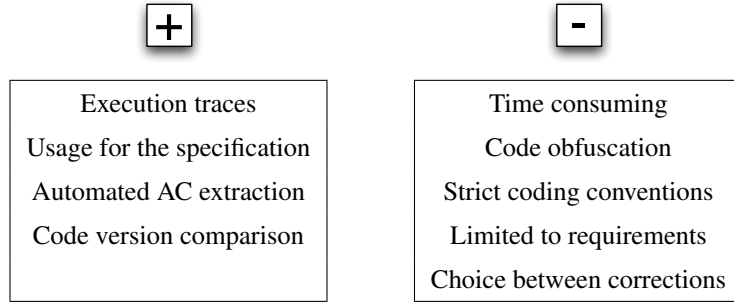 +
Execution traces
Usage for the specification
Automated AC extraction
Code version comparison
-
Time consuming
Code obfuscation
Strict coding conventions
Limited to requirements
Choice between corrections